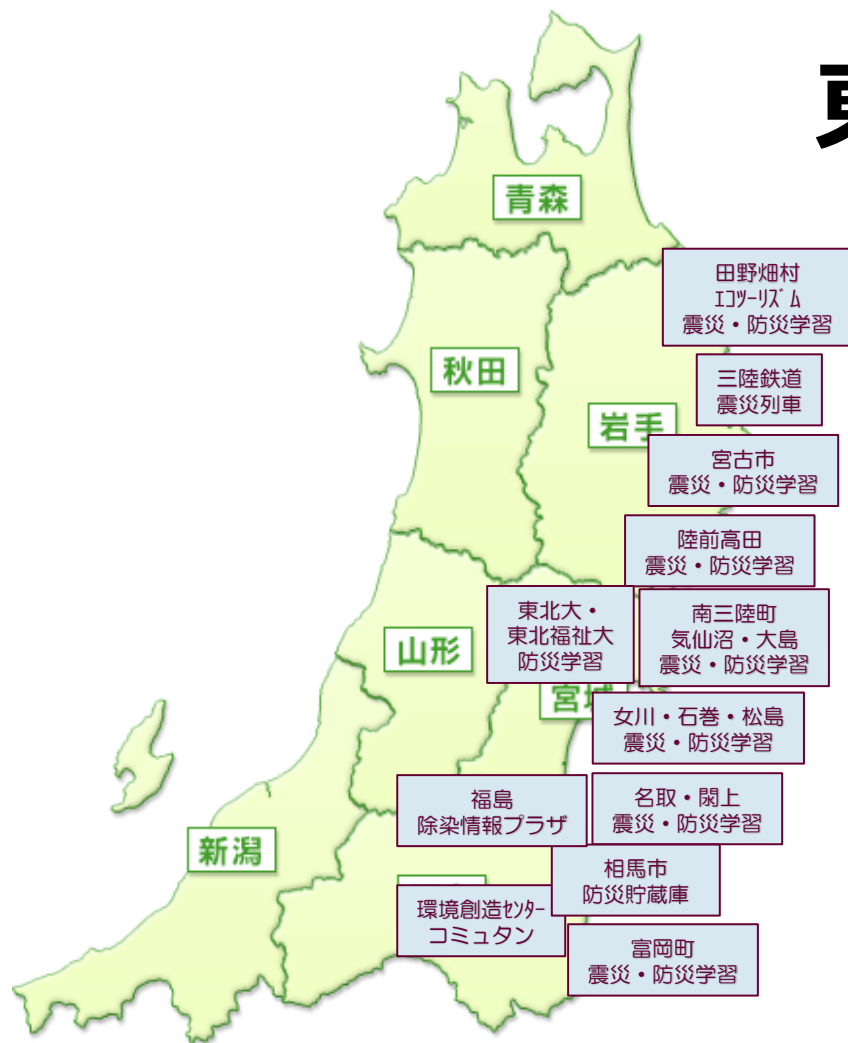 東
青森
田野畑村
ｴｺﾂｰﾘｽﾞﾑ
震災・防災学習
秋田
三陸鉄道
震災列車
岩手
宮古市
震災・防災学習
陸前高田
震災・防災学習
東北大・
東北福祉大
防災学習
南三陸町
気仙沼・大島
震災・防災学習
山形
宮城
女川・石巻・松島
震災・防災学習
福島
除染情報プラザ
名取・閖上
震災・防災学習
新潟
相馬市
防災貯蔵庫
環境創造ｾﾝﾀｰ
コミュタン
富岡町
震災・防災学習